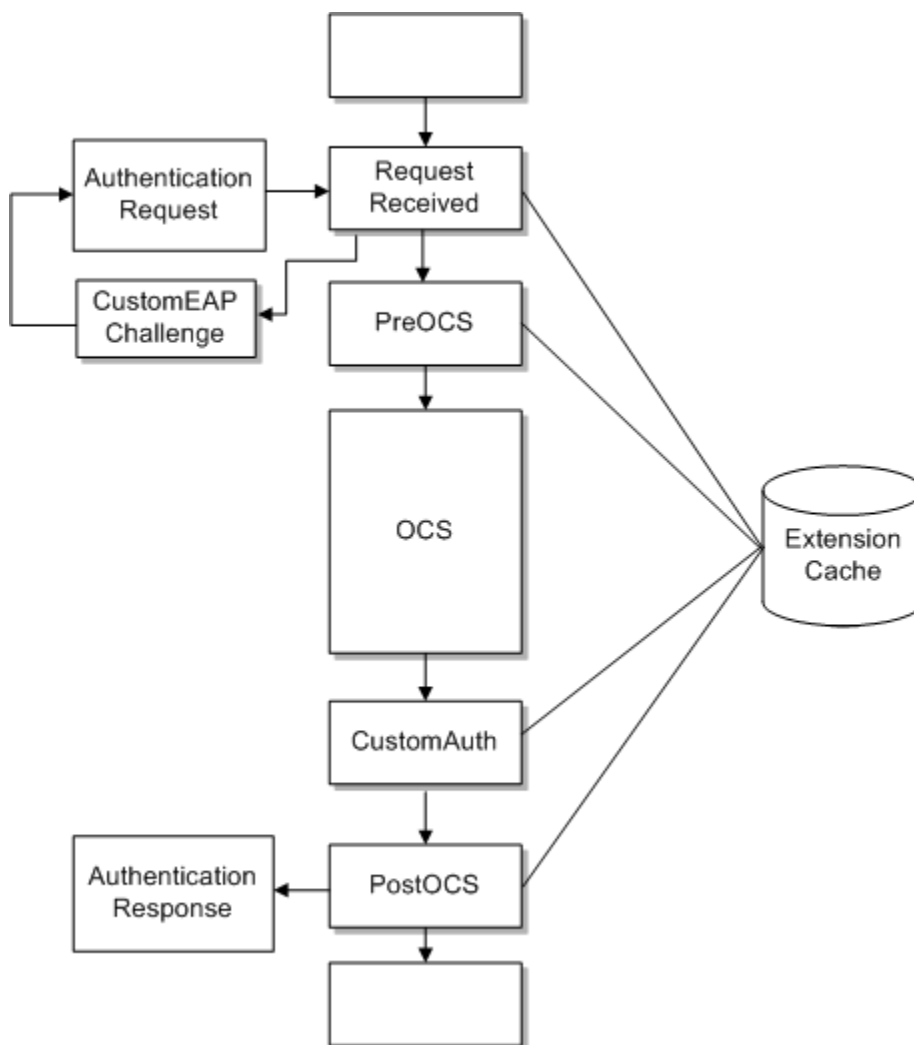 Authentication
Request
Request
Received
CustomEAP
Challenge
PreOCS
OCS
Extension
Cache
CustomAuth
Authentication
Response
PostOCS